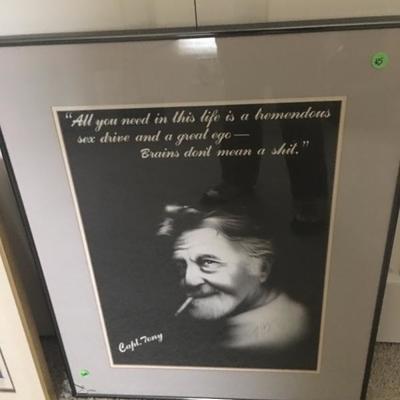 "All you need in this life is a tremendous
sex drive and a great ego—
Brains don't mean a shit."
Capt. Tony